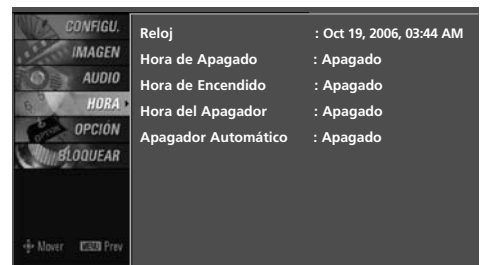 CONFIGU.
IMAGEN
AUDIO
HORA
OPCIÓN
BLOQUEAR
Mover MENU Prev
Reloj : Oct 19, 2006, 03:44 AM
Hora de Apagado : Apagado
Hora de Encendido : Apagado
Hora del Apagador : Apagado
Apagador Automático : Apagado